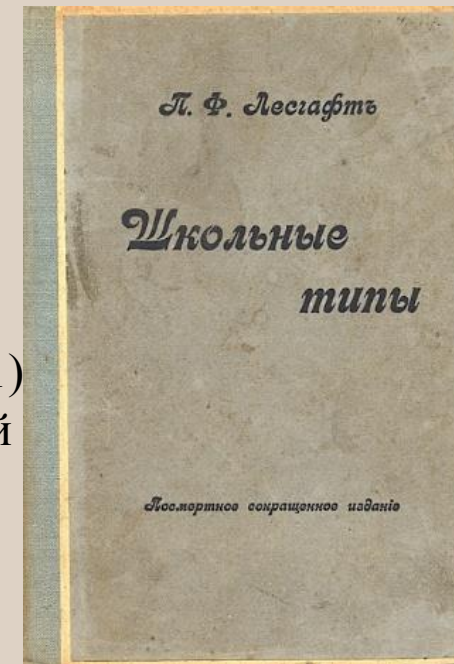 П. Ф. Лесгафтъ
Школьные
типы
)
й
Посмертное сокращенное изданіе